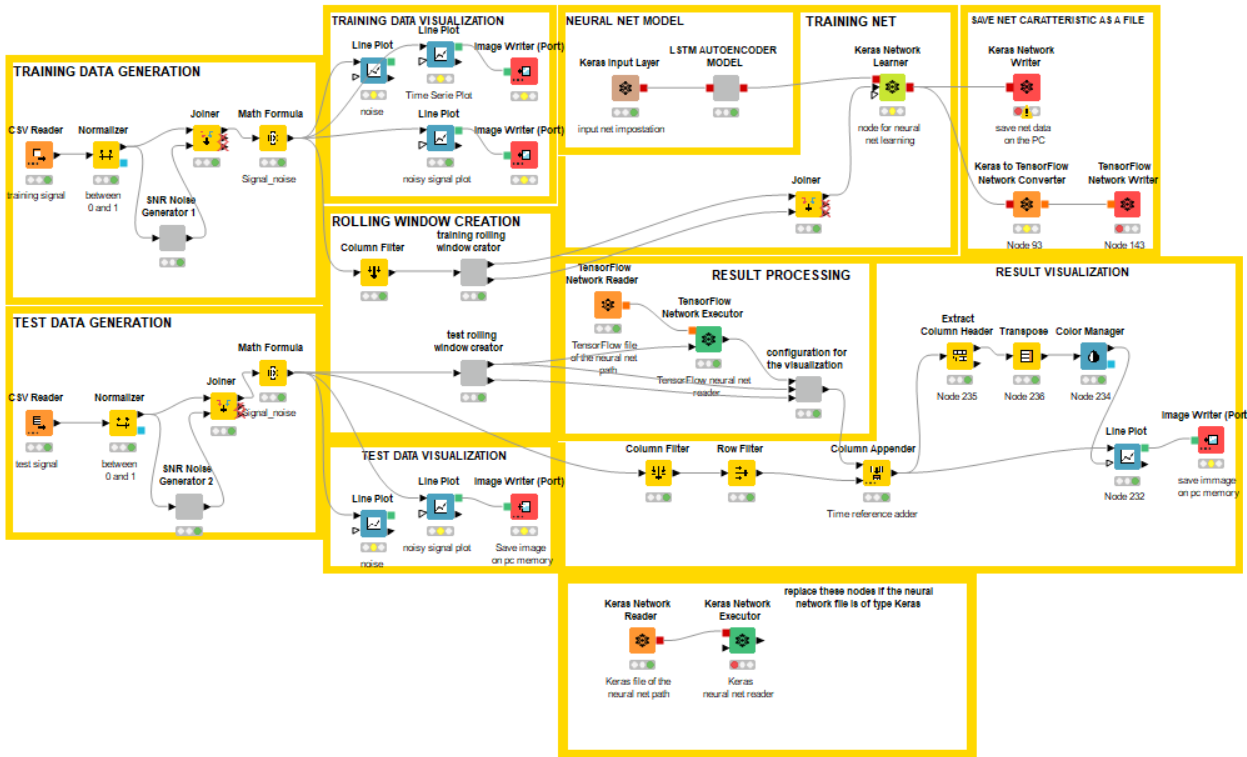 TRAINING DATA GENERATION
CSV Reader
training signal
Normalizer
between
0 and 1
SNR Noise
Generator 1
Joiner
Math Formula
Signal_noise
TRAINING DATA VISUALIZATION
Line Plot
noise
Line Plot
Time Serie Plot
Image Writer (Port)
Line Plot
noisy signal plot
Image Writer (Port)
NEURAL NET MODEL
Keras Input Layer
input net impostation
LSTM AUTOENCODER
MODEL
TRAINING NET
Keras Network
Learner
node for neural
net learning
Joiner
SAVE NET CARATTERISTIC AS A FILE
Keras Network
Writer
save net data
on the PC
Keras to TensorFlow
Network Converter
Node 93
TensorFlow
Network Writer
Node 143
ROLLING WINDOW CREATION
Column Filter
training rolling
window crator
test rolling
window creator
TEST DATA GENERATION
CSV Reader
test signal
Normalizer
between
0 and 1
SNR Noise
Generator 2
Joiner
Math Formula
Signal_noise
TEST DATA VISUALIZATION
Line Plot
noise
Line Plot
noisy signal plot
Image Writer (Port)
Save image
on pc memory
RESULT PROCESSING
TensorFlow
Network Reader
TensorFlow file
of the neural net
path
TensorFlow
Network Executor
TensorFlow neural net
reader
configuration for
the visualization
RESULT VISUALIZATION
Extract
Column Header
Node 235
Transpose
Node 236
Color Manager
Node 234
Column Filter
Row Filter
Column Appender
Time reference adder
Line Plot
Node 232
Image Writer (Port
save immage
on pc memory
replace these nodes if the neural
network file is of type Keras
Keras Network
Reader
Keras file of the
neural net path
Keras Network
Executor
Keras
neural net reader